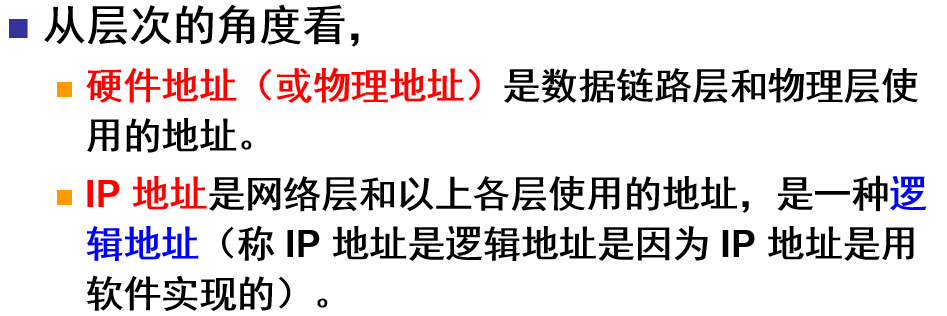 从层次的角度看，
硬件地址（或物理地址）是数据链路层和物理层使
用的地址。
IP 地址是网络层和以上各层使用的地址，是一种逻
辑地址（称 IP 地址是逻辑地址是因为 IP 地址是用
软件实现的）。